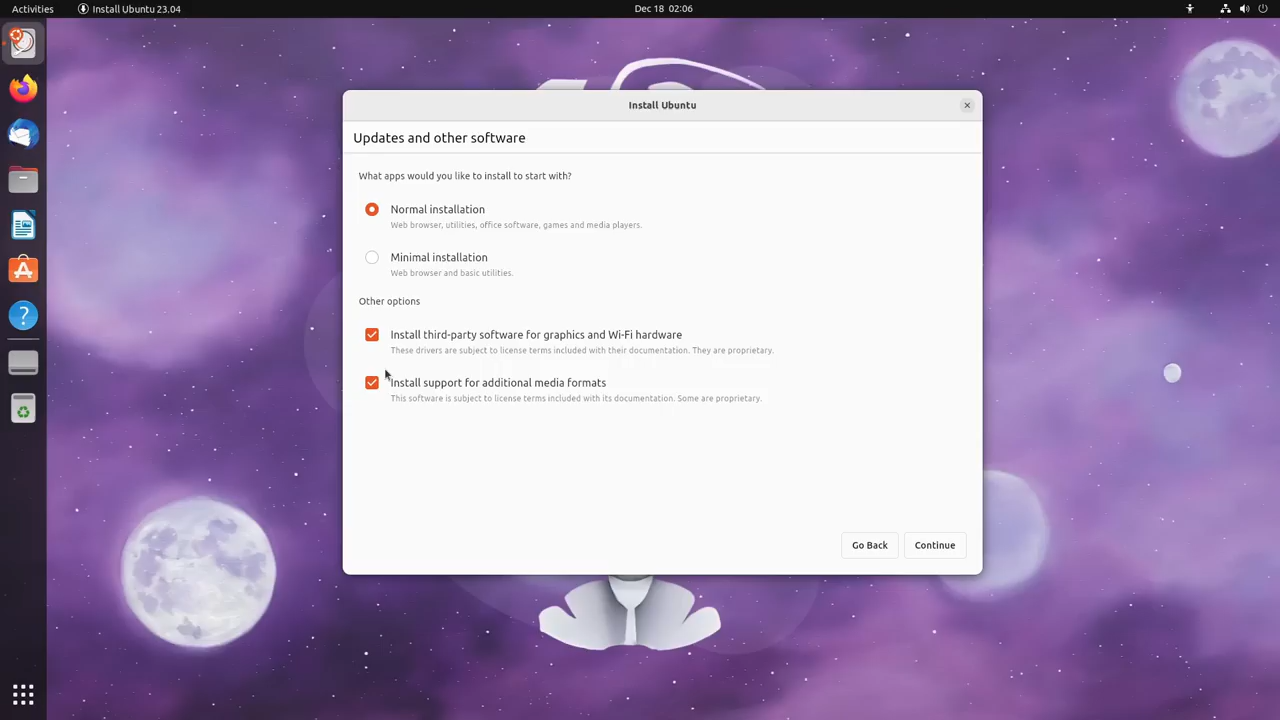 Activities
Install Ubuntu 23.04
Dec 18 02:06
Install Ubuntu
Updates and other software
What apps would you like to install to start with?
Normal installation
Web browser, utilities, office software, games and media players.
Minimal installation
Web browser and basic utilities.
Other options
Install third-party software for graphics and Wi-Fi hardware
These drivers are subject to license terms included with their documentation. They are proprietary.
Install support for additional media formats
This software is subject to license terms included with its documentation. Some are proprietary.
Go Back
Continue